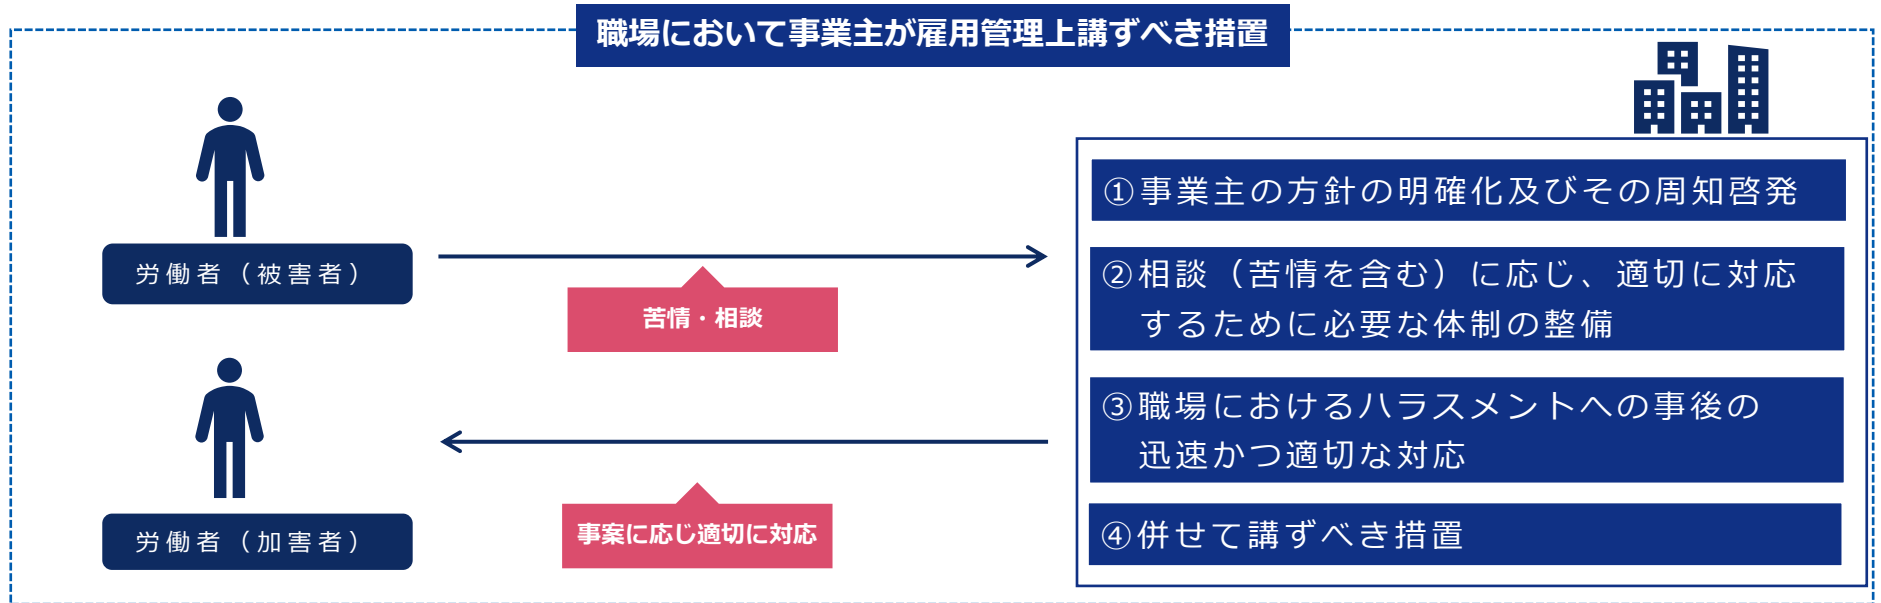 職場において事業主が雇用管理上講ずべき措置
労働者（被害者）
苦情・相談
労働者（加害者）
事案に応じ適切に対応
①事業主の方針の明確化及びその周知啓発
②相談（苦情を含む）に応じ、適切に対応
するために必要な体制の整備
③職場におけるハラスメントへの事後の
迅速かつ適切な対応
④併せて講ずべき措置